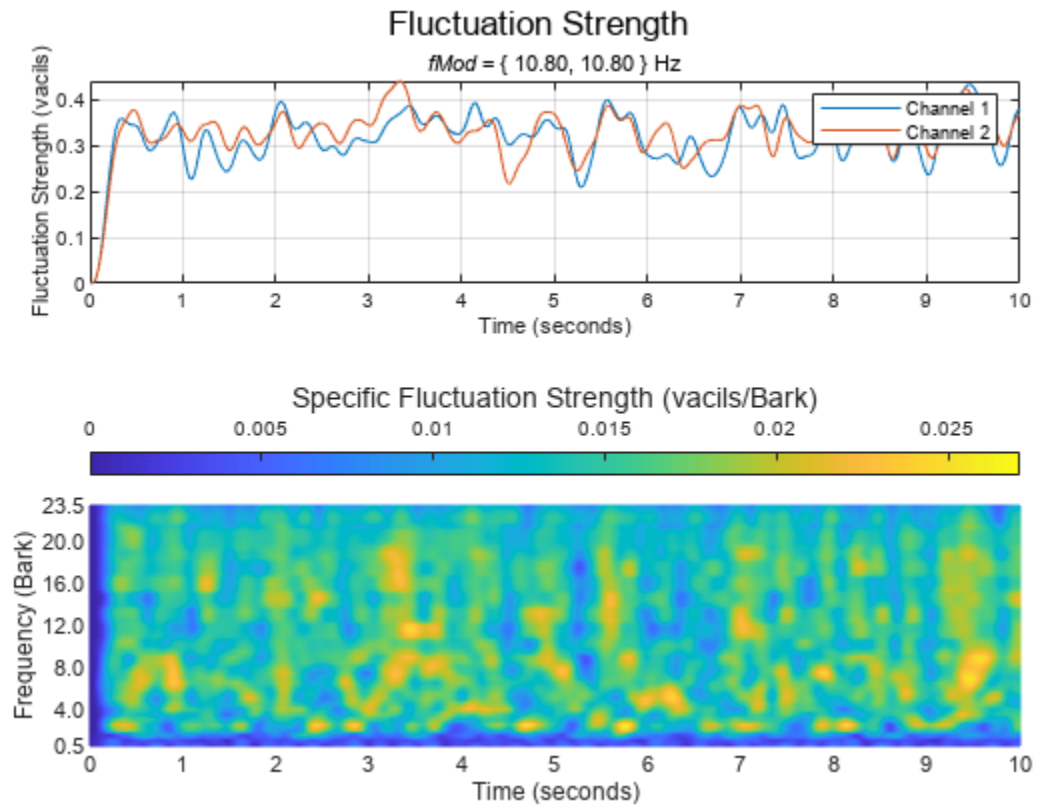 Fluctuation Strength
fMod = { 10.80, 10.80 } Hz
Fluctuation Strength (vacils)
0.4
0.3
0.2
0.1
0
Channel 1
Channel 2
0 1 2 3 4 5 6 7 8 9 10
Time (seconds)
Specific Fluctuation Strength (vacils/Bark)
0 0.005 0.01 0.015 0.02 0.025
Frequency (Bark)
23.5
20.0
16.0
12.0
8.0
4.0
0.5
0 1 2 3 4 5 6 7 8 9 10
Time (seconds)